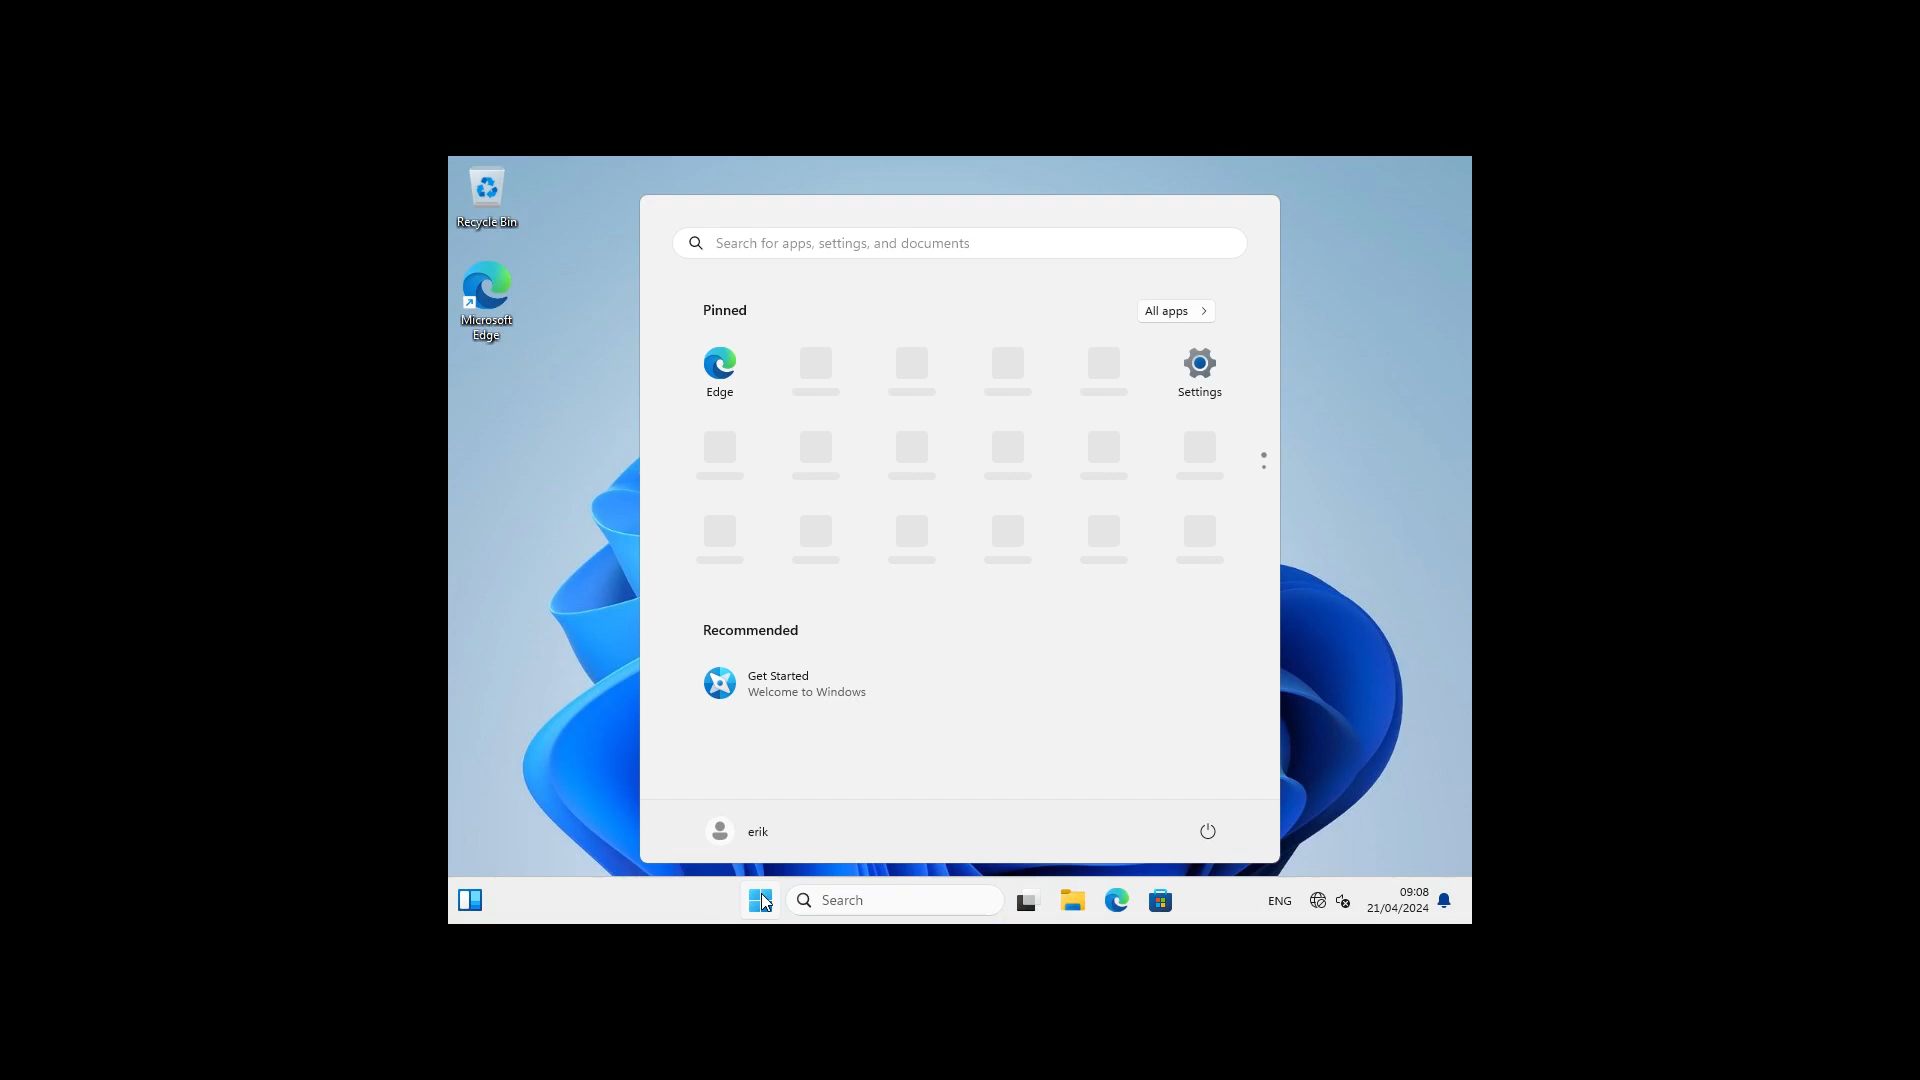 Recycle Bin
Microsoft
Edge
Search for apps, settings, and documents
Pinned
All apps
Edge
Settings
Recommended
Get Started
Welcome to Windows
erik
Search
ENG
09:08
21/04/2024